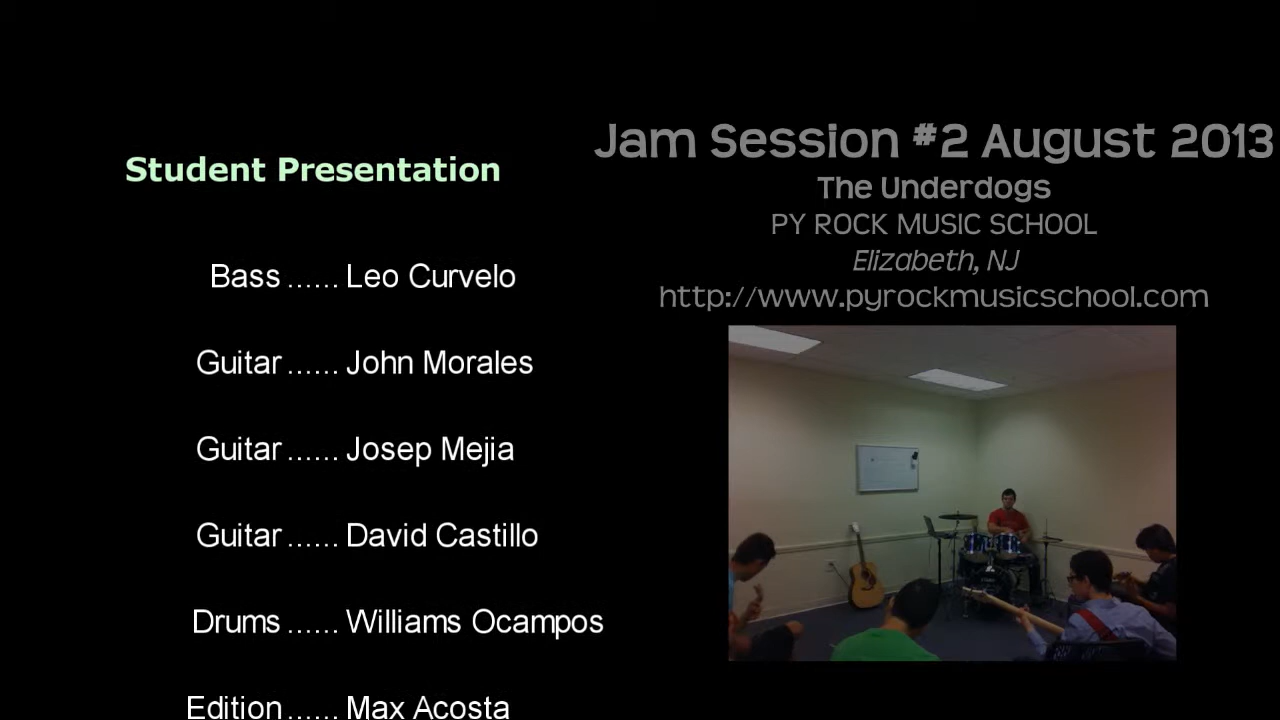 Student Presentation
Bass ...... Leo Curvelo
Guitar ...... John Morales
Guitar ...... Josep Mejia
Guitar ...... David Castillo
Drums ...... Williams Ocampos
Edition ...... Max Acosta
Jam Session #2 August 2013
The Underdogs
PY ROCK MUSIC SCHOOL
Elizabeth, NJ
http://www.pyrockmusicschool.com